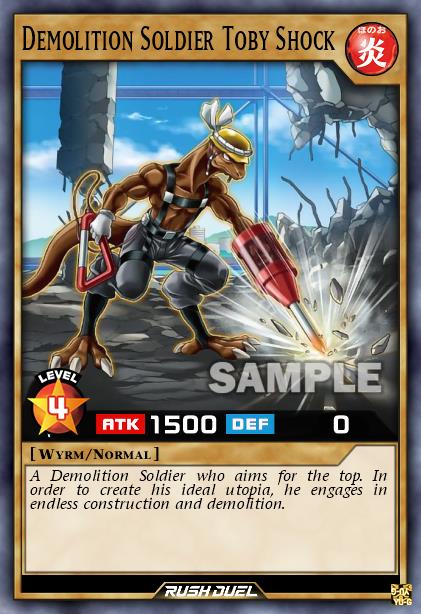 DEMOLITION SOLDIER TOBY SHOCK
ほのお
炎
SAMPLE
LEVEL
4
ATK 1500 DEF 0
[WYRM/NORMAL]
A Demolition Soldier who aims for the top. In
order to create his ideal utopia, he engages in
endless construction and demolition.
RUSH DUEL